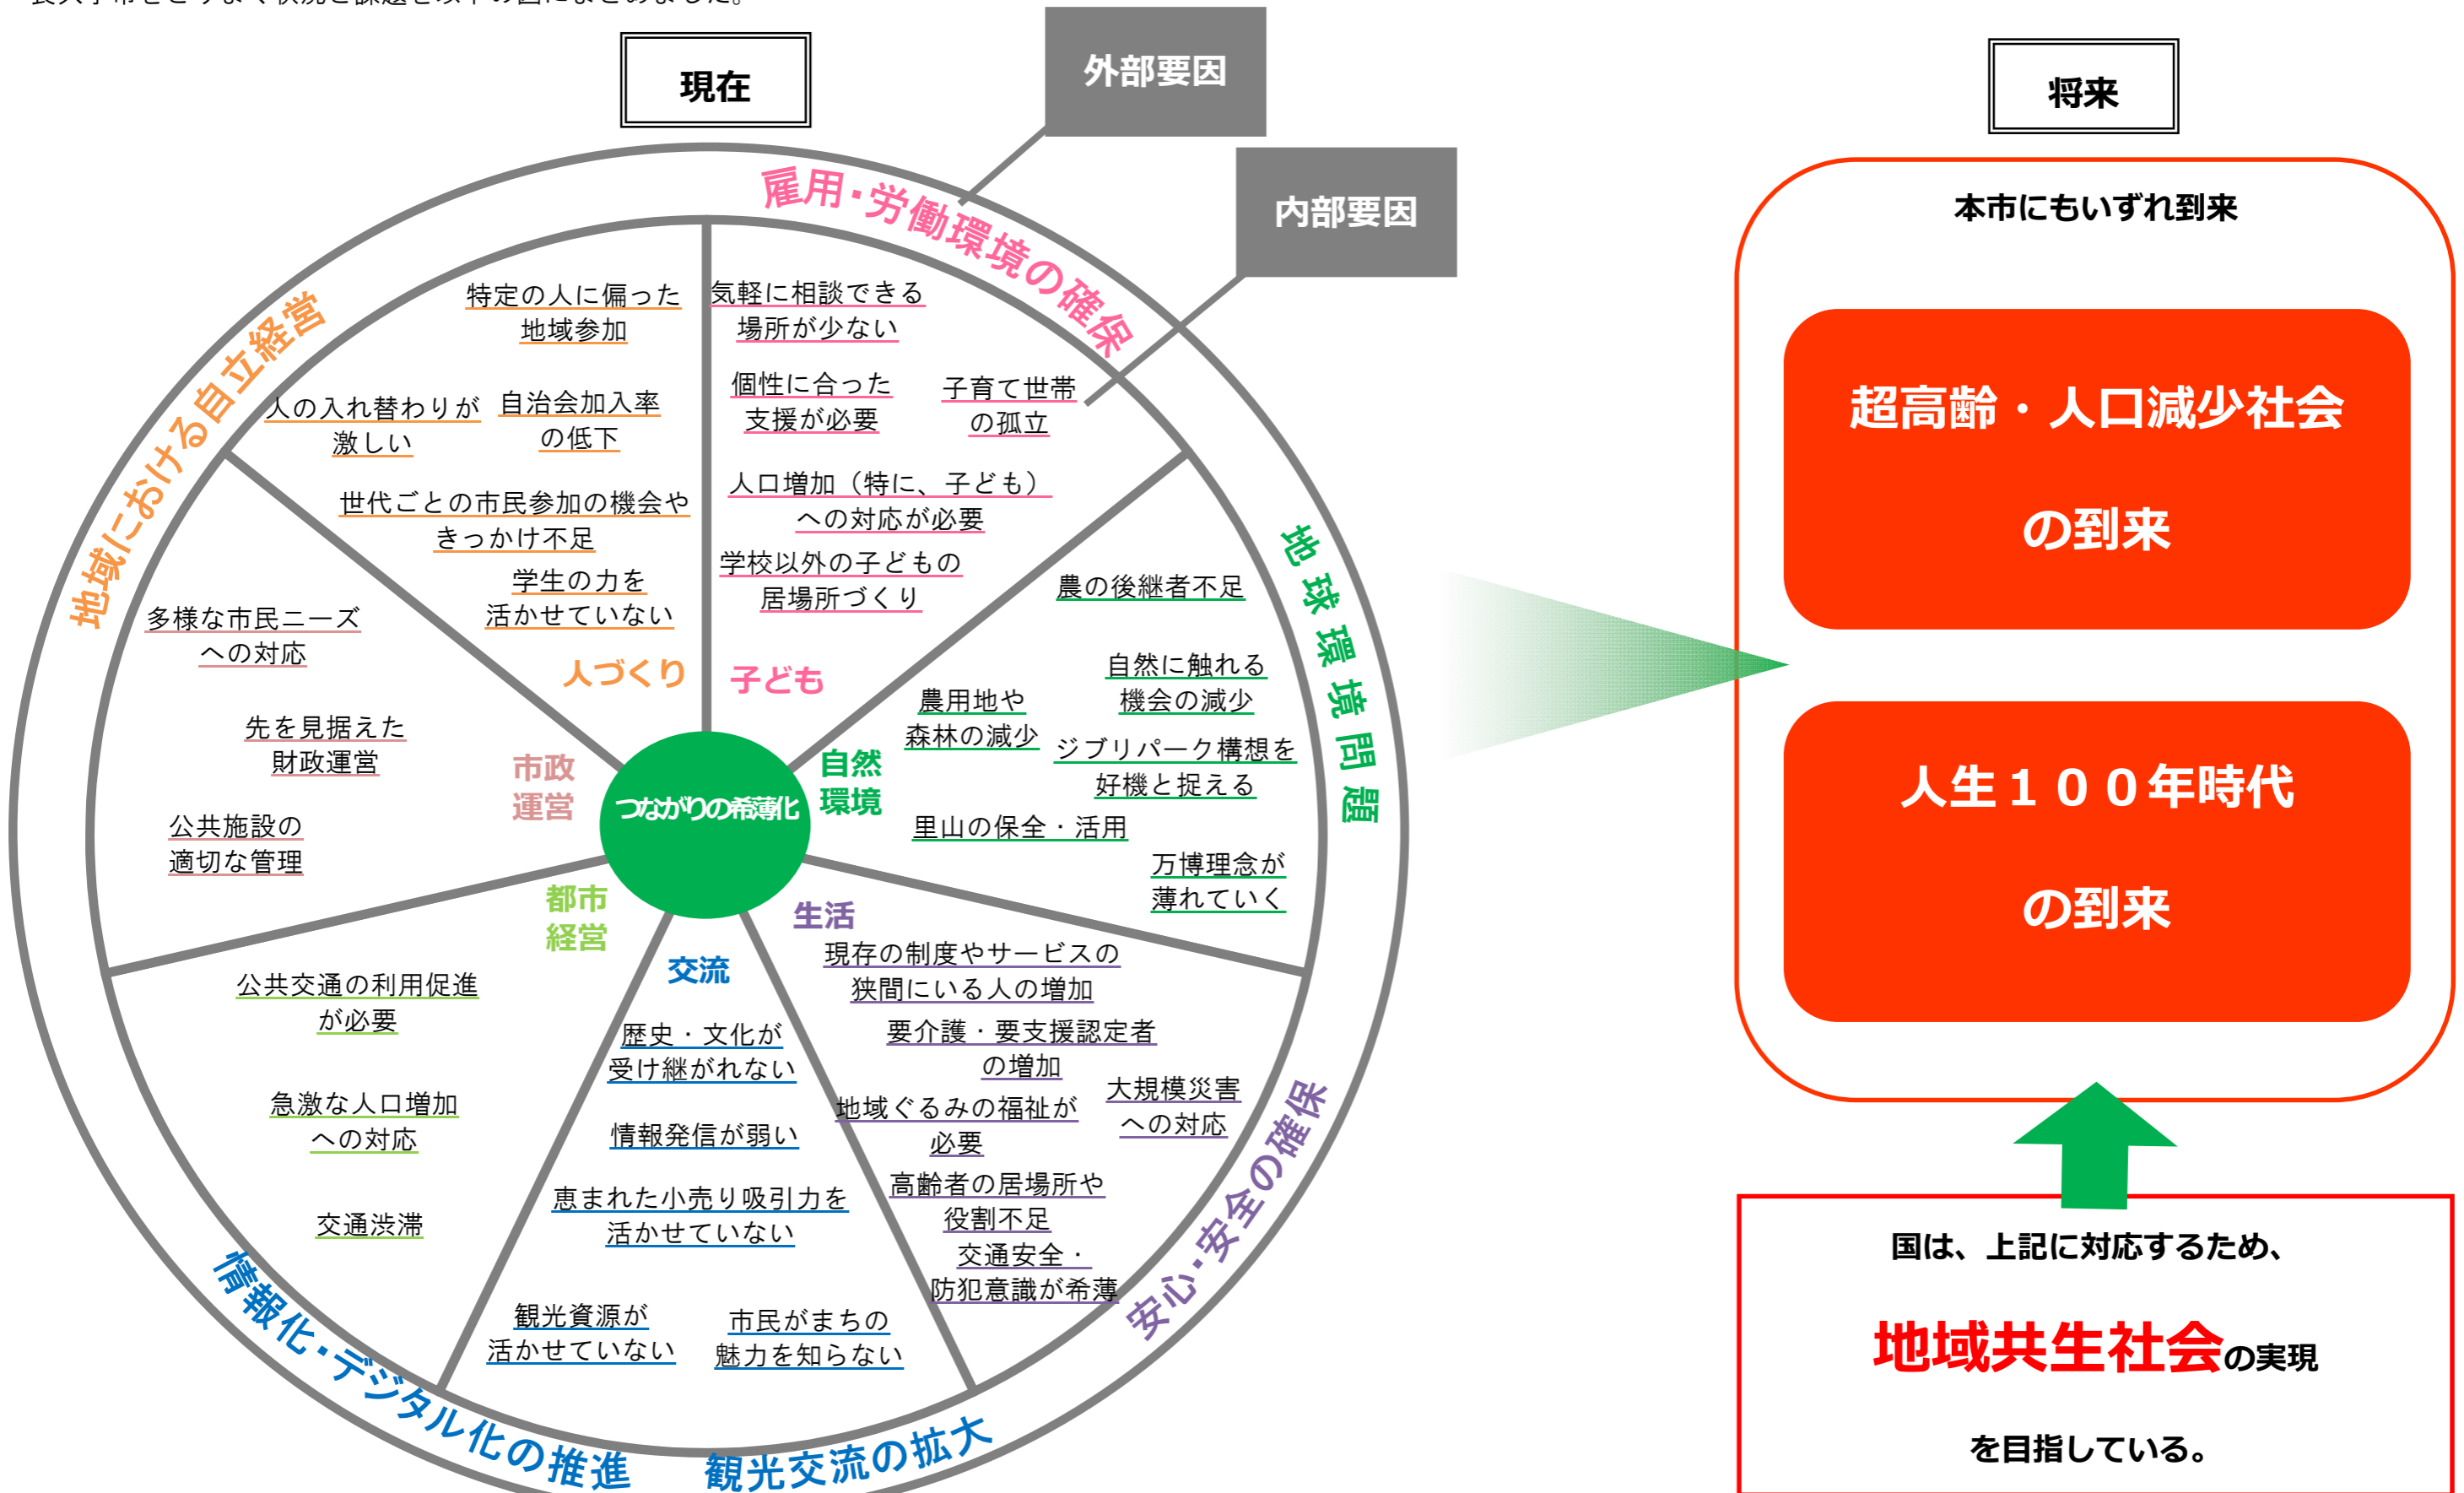 長久手市をとりまく状況と課題を以下の図にまとめました。
現在
外部要因
内部要因
将来
雇用・労働環境の確保
地球環境問題
安心・安全の確保
観光交流の拡大
情報化・デジタル化の推進
地域における自立経営
特定の人に偏った
地域参加
人の入れ替わりが
激しい
自治会加入率
の低下
世代ごとの市民参加の機会や
きっかけ不足
学生の力を
活かせていない
人づくり
気軽に相談できる
場所が少ない
個性に合った
支援が必要
子育て世帯
の孤立
人口増加（特に、子ども）
への対応が必要
学校以外の子どもの
居場所づくり
子ども
農の後継者不足
自然に触れる
機会の減少
農用地や
森林の減少
ジブリパーク構想を
好機と捉える
里山の保全・活用
万博理念が
薄れていく
自然
環境
つながりの希薄化
多様な市民ニーズ
への対応
先を見据えた
財政運営
公共施設の
適切な管理
市政
運営
都市
経営
公共交通の利用促進
が必要
急激な人口増加
への対応
交通渋滞
交流
歴史・文化が
受け継がれない
情報発信が弱い
恵まれた小売り吸引力を
活かせていない
観光資源が
活かせていない
市民がまちの
魅力を知らない
生活
現存の制度やサービスの
狭間にいる人の増加
要介護・要支援認定者
の増加
大規模災害
への対応
地域ぐるみの福祉が
必要
高齢者の居場所や
役割不足
交通安全・
防犯意識が希薄
本市にもいずれ到来
超高齢・人口減少社会
の到来
人生１００年時代
の到来
国は、上記に対応するため、
地域共生社会の実現
を目指している。